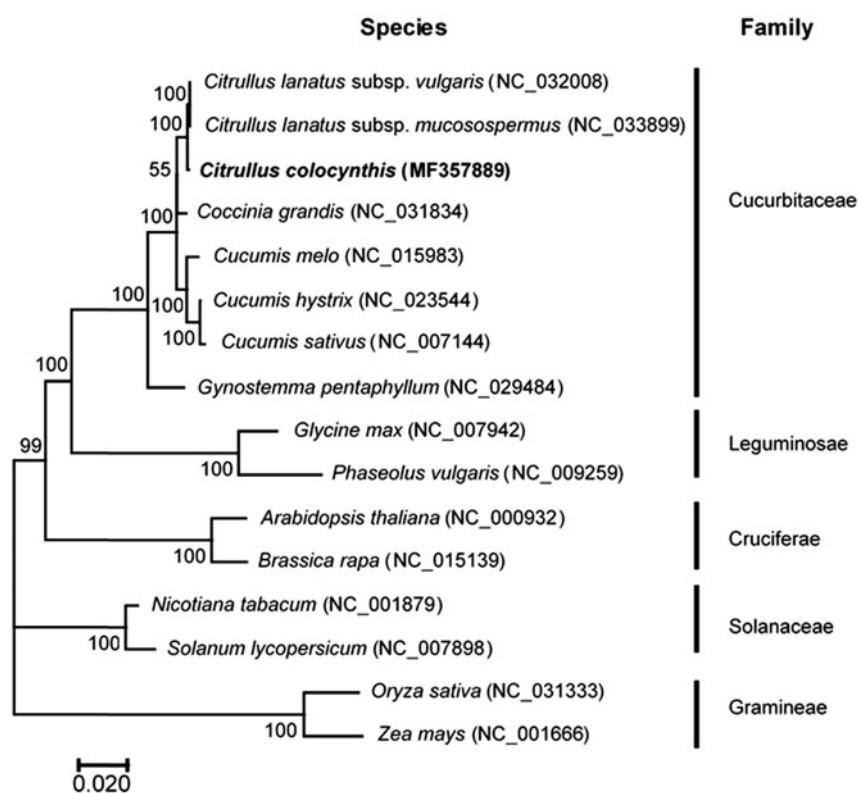 Species Family
Citrullus lanatus subsp. vulgaris (NC_032008)
100
Citrullus lanatus subsp. mucosospermus (NC_033899)
100
Citrullus colocynthis (MF357889)
55
Cucurbitaceae
Coccinia grandis (NC_031834)
100
Cucumis melo (NC_015983)
Cucumis hystrix (NC_023544)
100
100
Cucumis sativus (NC_007144)
100
Gynostemma pentaphyllum (NC_029484)
100
Glycine max (NC_007942)
Leguminosae
99
Phaseolus vulgaris (NC_009259)
100
Arabidopsis thaliana (NC_000932)
Cruciferae
Brassica rapa (NC_015139)
100
Nicotiana tabacum (NC_001879)
Solanaceae
Solanum lycopersicum (NC_007898)
100
Oryza sativa (NC_031333)
Gramineae
Zea mays (NC_001666)
100
0.020